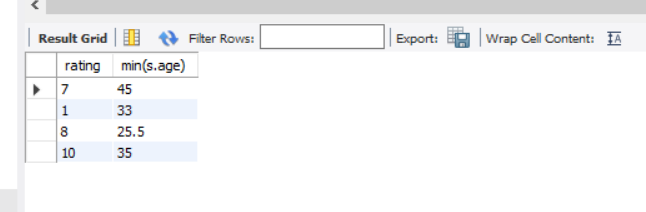 Result Grid Filter Rows: Export: Wrap Cell Content: IA
rating min(s.age)
7 45
1 33
8 25.5
10 35